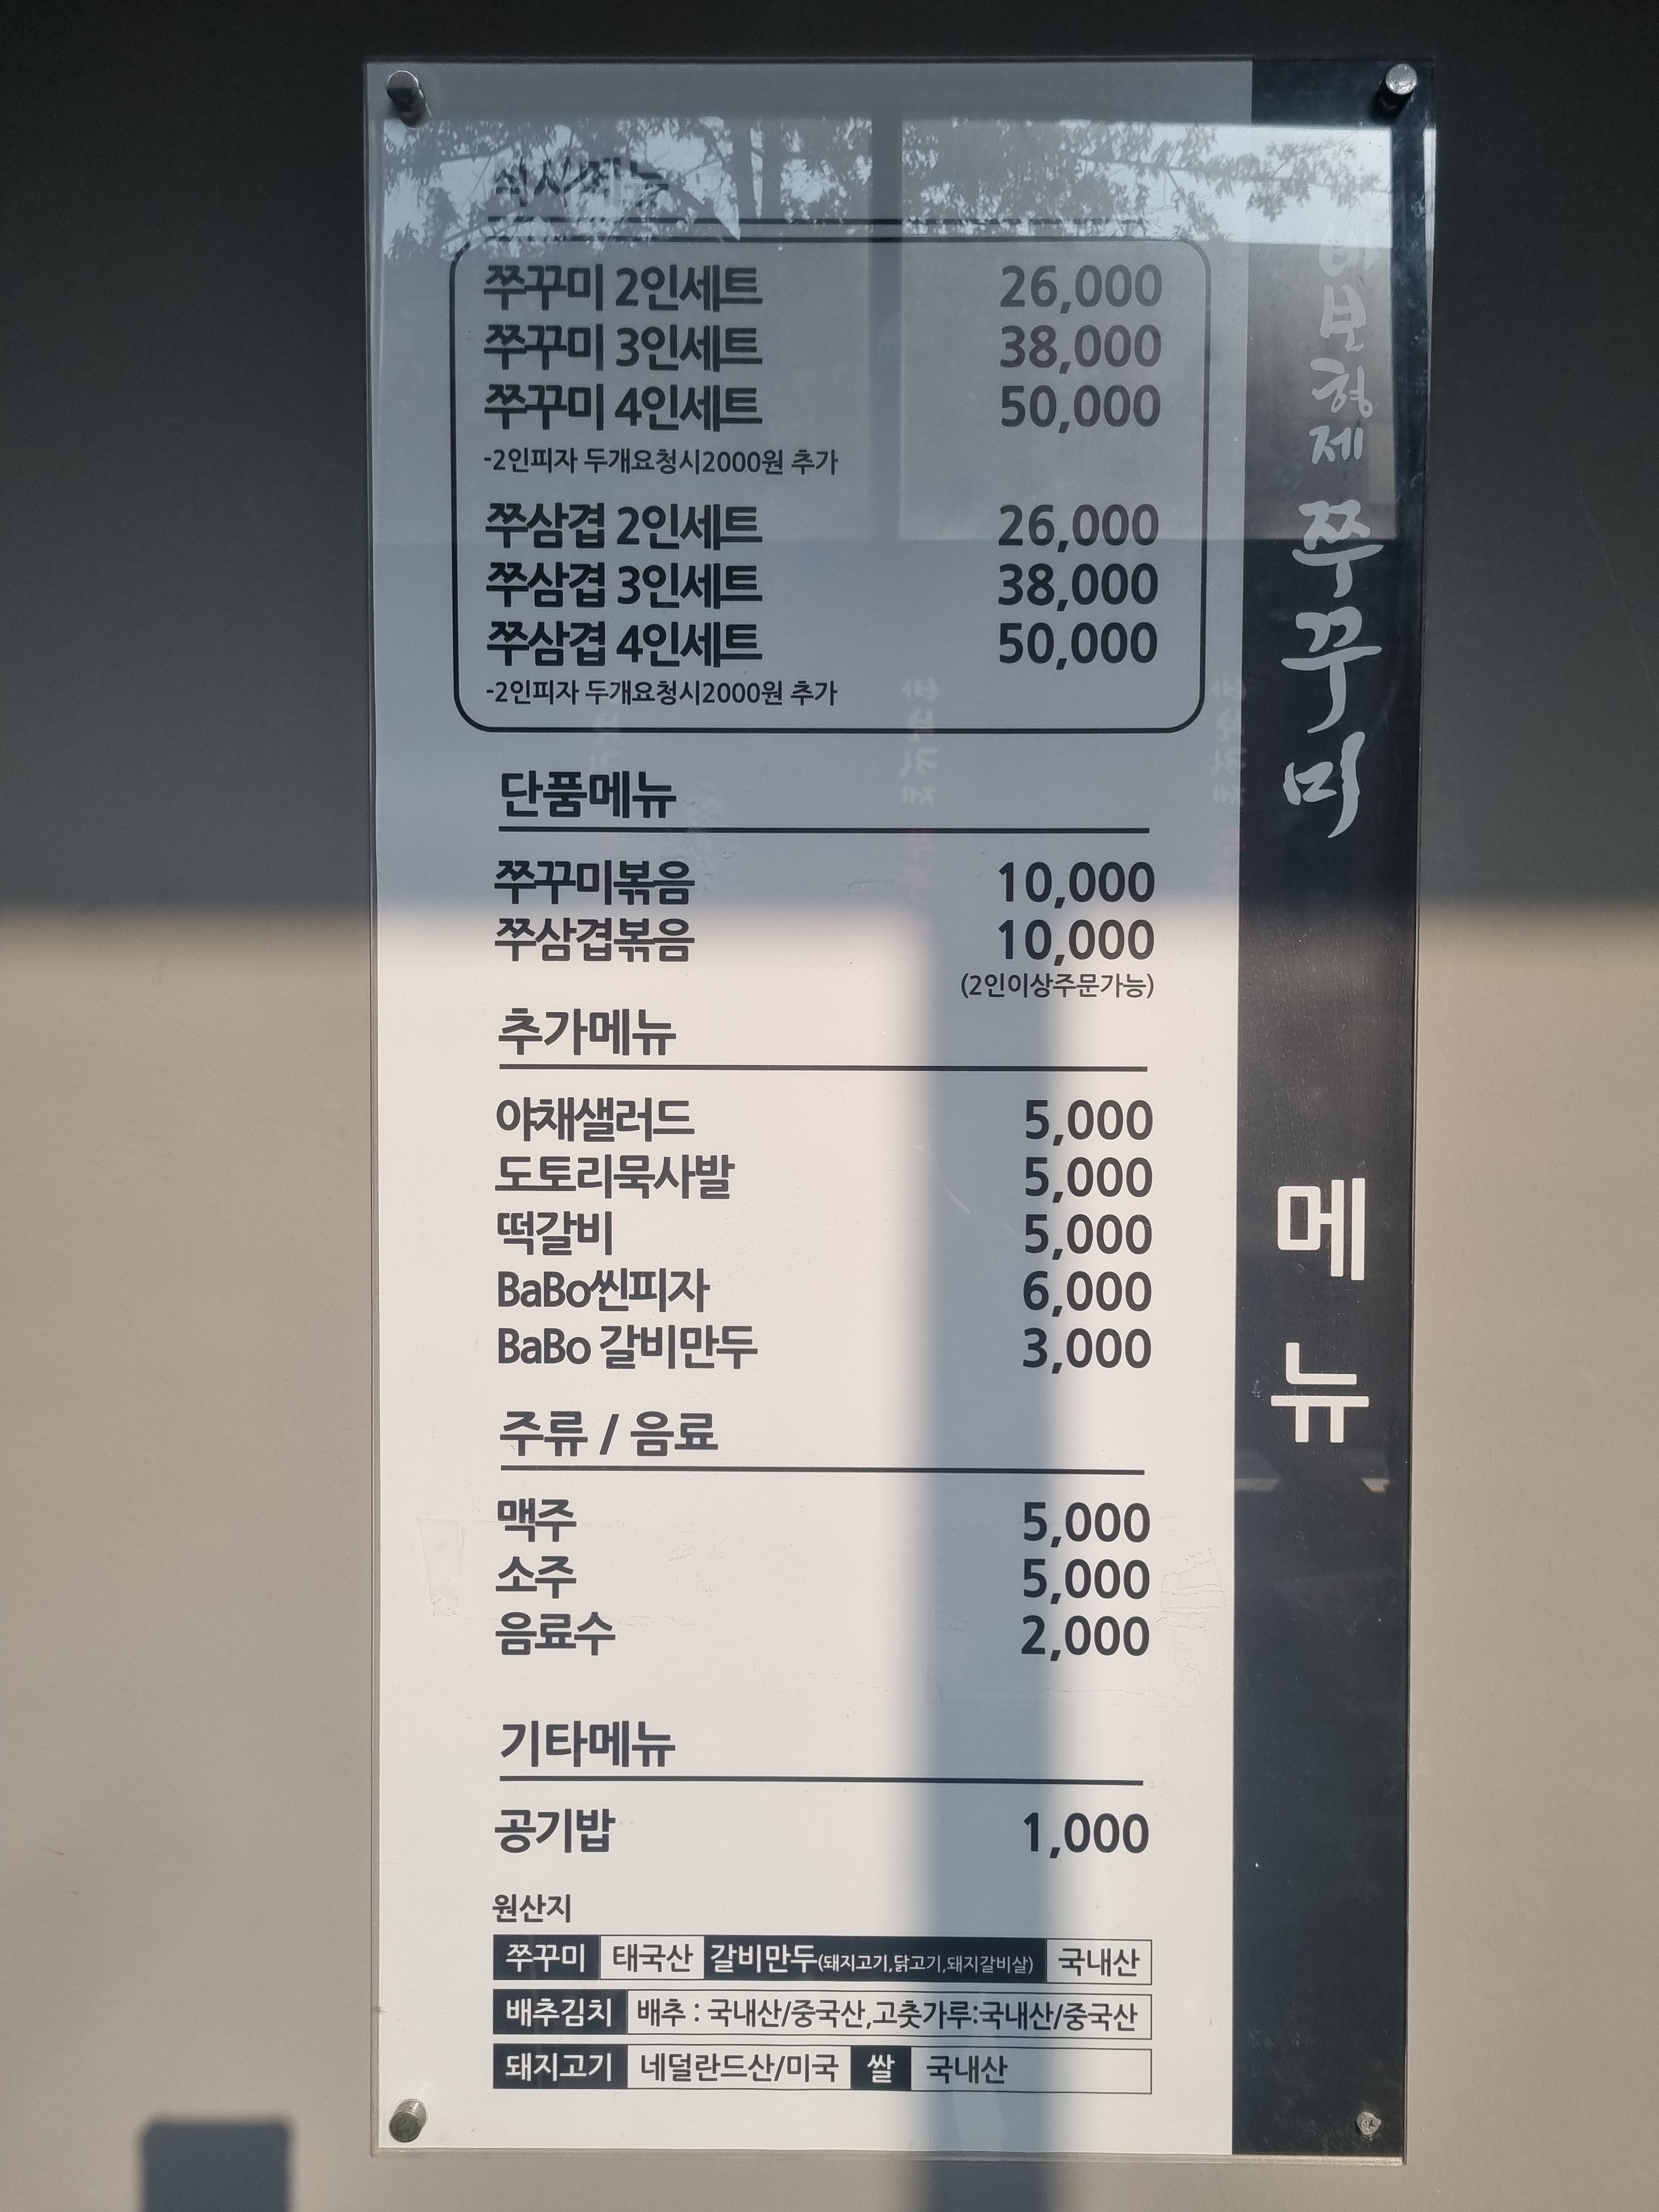 식사메뉴
쭈꾸미 2인세트 26,000
쭈꾸미 3인세트 38,000
쭈꾸미 4인세트 50,000
-2인피자 두개요청시2000원 추가
쭈삼겹 2인세트 26,000
쭈삼겹 3인세트 38,000
쭈삼겹 4인세트 50,000
-2인피자 두개요청시2000원 추가
단품메뉴
쭈꾸미볶음 10,000
쭈삼겹볶음 10,000
(2인이상주문가능)
추가메뉴
야채샐러드 5,000
도토리묵사발 5,000
떡갈비 5,000
BaBo씬피자 6,000
BaBo 갈비만두 3,000
주류 / 음료
맥주 5,000
소주 5,000
음료수 2,000
기타메뉴
공기밥 1,000
원산지
쭈꾸미 태국산 갈비만두(돼지고기,닭고기,돼지갈비살) 국내산
배추김치 배추 : 국내산/중국산,고춧가루:국내산/중국산
돼지고기 네덜란드산/미국 쌀 국내산
바보형제 쭈꾸미
메뉴